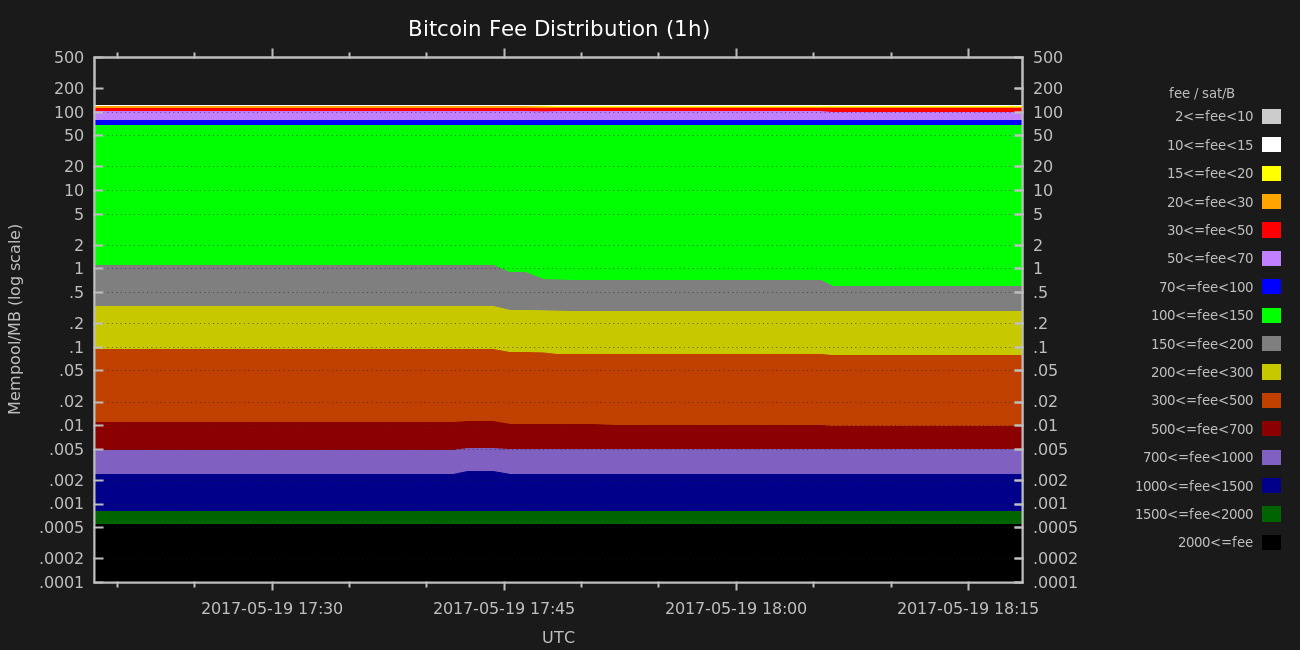 Bitcoin Fee Distribution (1h)
500
200
100
50
20
10
5
2
1
.5
.2
.1
.05
.02
.01
.005
.002
.001
.0005
.0002
.0001
Mempool/MB (log scale)
500
200
100
50
20
10
5
2
1
.5
.2
.1
.05
.02
.01
.005
.002
.001
.0005
.0002
.0001
2017-05-19 17:30
2017-05-19 17:45
2017-05-19 18:00
2017-05-19 18:15
UTC
fee / sat/B
2<=fee<10
10<=fee<15
15<=fee<20
20<=fee<30
30<=fee<50
50<=fee<70
70<=fee<100
100<=fee<150
150<=fee<200
200<=fee<300
300<=fee<500
500<=fee<700
700<=fee<1000
1000<=fee<1500
1500<=fee<2000
2000<=fee